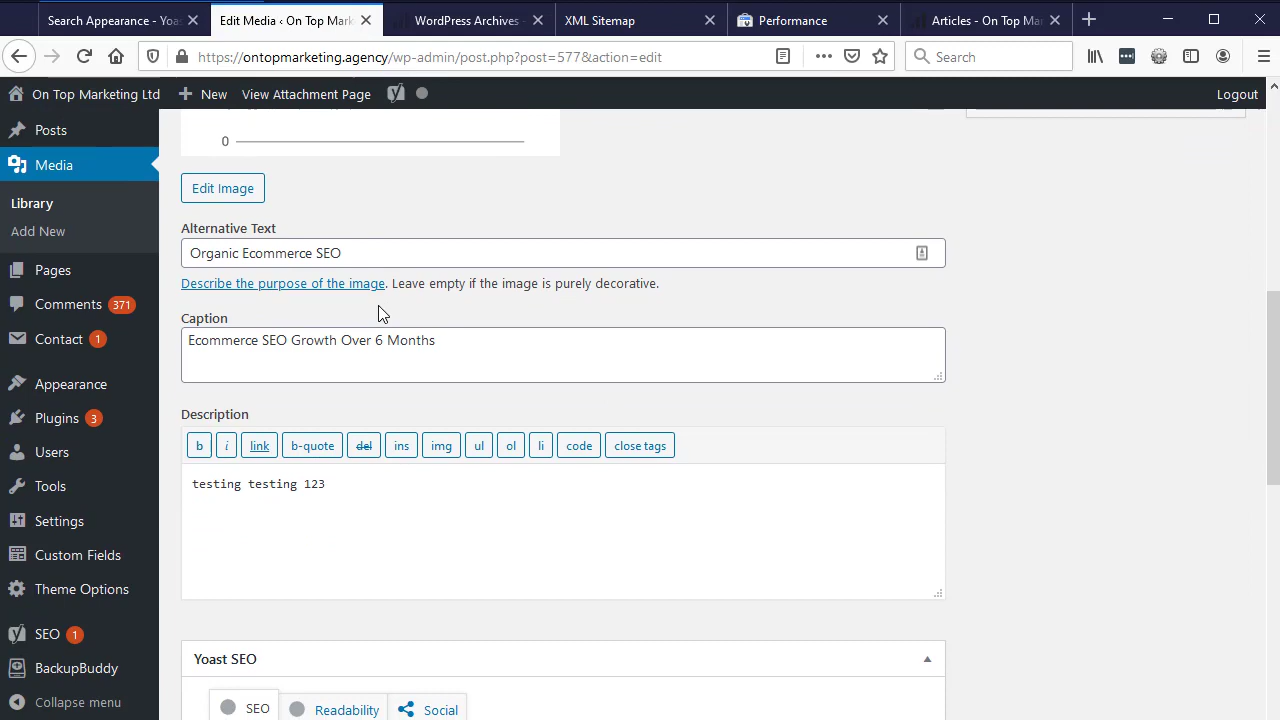 Search Appearance - Yoas
Edit Media ‹ On Top Mark
WordPress Archives -
XML Sitemap
Performance
Articles - On Top Ma
https://ontopmarketing.agency/wp-admin/post.php?post=577&action=edit
Search
On Top Marketing Ltd
New
View Attachment Page
Logout
Posts
Media
Library
Add New
Pages
Comments 371
Contact 1
Appearance
Plugins 3
Users
Tools
Settings
Custom Fields
Theme Options
SEO 1
BackupBuddy
Collapse menu
0
Edit Image
Alternative Text
Organic Ecommerce SEO
Describe the purpose of the image. Leave empty if the image is purely decorative.
Caption
Ecommerce SEO Growth Over 6 Months
Description
b i link b-quote del ins img ul ol li code close tags
testing testing 123
Yoast SEO
SEO Readability Social